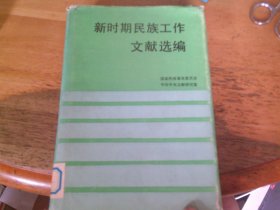 新时期民族工作
文献选编
国家民族事务委员会
中共中央文献研究室